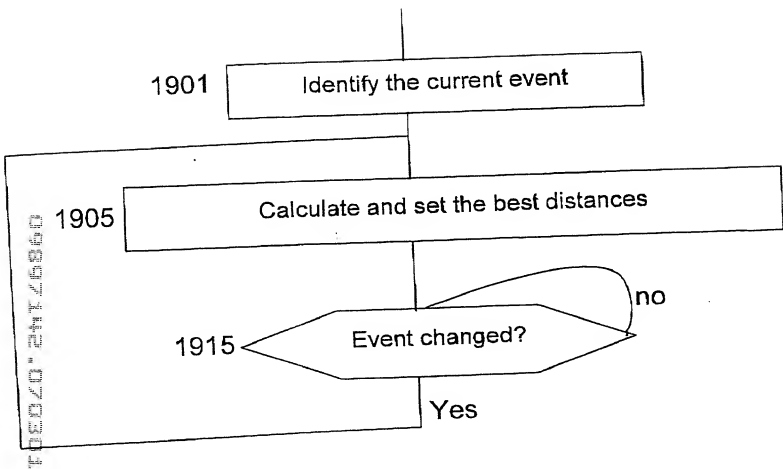 1901
Identify the current event
1905
Calculate and set the best distances
1915
Event changed?
no
Yes